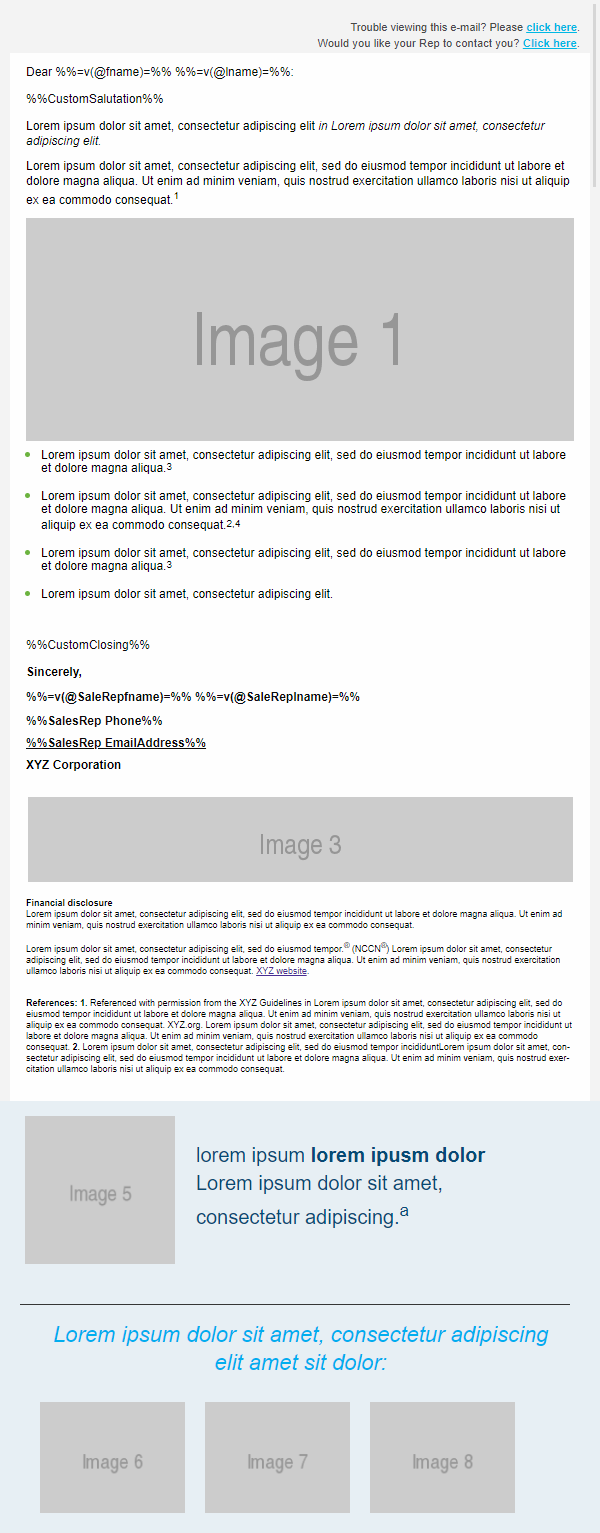 Trouble viewing this e-mail? Please click here.
Would you like your Rep to contact you? Click here.
Dear %%=v(@fname)=%% %%=v(@lname)=%%:
%%CustomSalutation%%
Lorem ipsum dolor sit amet, consectetur adipiscing elit in Lorem ipsum dolor sit amet, consectetur
adipiscing elit.
Lorem ipsum dolor sit amet, consectetur adipiscing elit, sed do eiusmod tempor incididunt ut labore et
dolore magna aliqua. Ut enim ad minim veniam, quis nostrud exercitation ullamco laboris nisi ut aliquip
ex ea commodo consequat.1
Image 1
• Lorem ipsum dolor sit amet, consectetur adipiscing elit, sed do eiusmod tempor incididunt ut labore
et dolore magna aliqua.3
• Lorem ipsum dolor sit amet, consectetur adipiscing elit, sed do eiusmod tempor incididunt ut labore
et dolore magna aliqua. Ut enim ad minim veniam, quis nostrud exercitation ullamco laboris nisi ut
aliquip ex ea commodo consequat.2,4
• Lorem ipsum dolor sit amet, consectetur adipiscing elit, sed do eiusmod tempor incididunt ut labore
et dolore magna aliqua.3
• Lorem ipsum dolor sit amet, consectetur adipiscing elit.
%%CustomClosing%%
Sincerely,
%%=v(@SaleRepfname)=%% %%=v(@SaleReplname)=%%
%%SalesRep Phone%%
%%SalesRep EmailAddress%%
XYZ Corporation
Image 3
Financial disclosure
Lorem ipsum dolor sit amet, consectetur adipiscing elit, sed do eiusmod tempor incididunt ut labore et dolore magna aliqua. Ut enim ad
minim veniam, quis nostrud exercitation ullamco laboris nisi ut aliquip ex ea commodo consequat.
Lorem ipsum dolor sit amet, consectetur adipiscing elit, sed do eiusmod tempor.® (NCCN®) Lorem ipsum dolor sit amet, consectetur
adipiscing elit, sed do eiusmod tempor incididunt ut labore et dolore magna aliqua. Ut enim ad minim veniam, quis nostrud exercitation
ullamco laboris nisi ut aliquip ex ea commodo consequat. XYZ website.
References: 1. Referenced with permission from the XYZ Guidelines in Lorem ipsum dolor sit amet, consectetur adipiscing elit, sed do
eiusmod tempor incididunt ut labore et dolore magna aliqua. Ut enim ad minim veniam, quis nostrud exercitation ullamco laboris nisi ut
aliquip ex ea commodo consequat. XYZ.org. Lorem ipsum dolor sit amet, consectetur adipiscing elit, sed do eiusmod tempor incididunt ut
labore et dolore magna aliqua. Ut enim ad minim veniam, quis nostrud exercitation ullamco laboris nisi ut aliquip ex ea commodo
consequat. 2. Lorem ipsum dolor sit amet, consectetur adipiscing elit, sed do eiusmod tempor incididuntLorem ipsum dolor sit amet, con-
sectetur adipiscing elit, sed do eiusmod tempor incididunt ut labore et dolore magna aliqua. Ut enim ad minim veniam, quis nostrud exer-
citation ullamco laboris nisi ut aliquip ex ea commodo consequat.
Image 5
lorem ipsum lorem ipusm dolor
Lorem ipsum dolor sit amet,
consectetur adipiscing.a
Lorem ipsum dolor sit amet, consectetur adipiscing
elit amet sit dolor:
Image 6 Image 7 Image 8